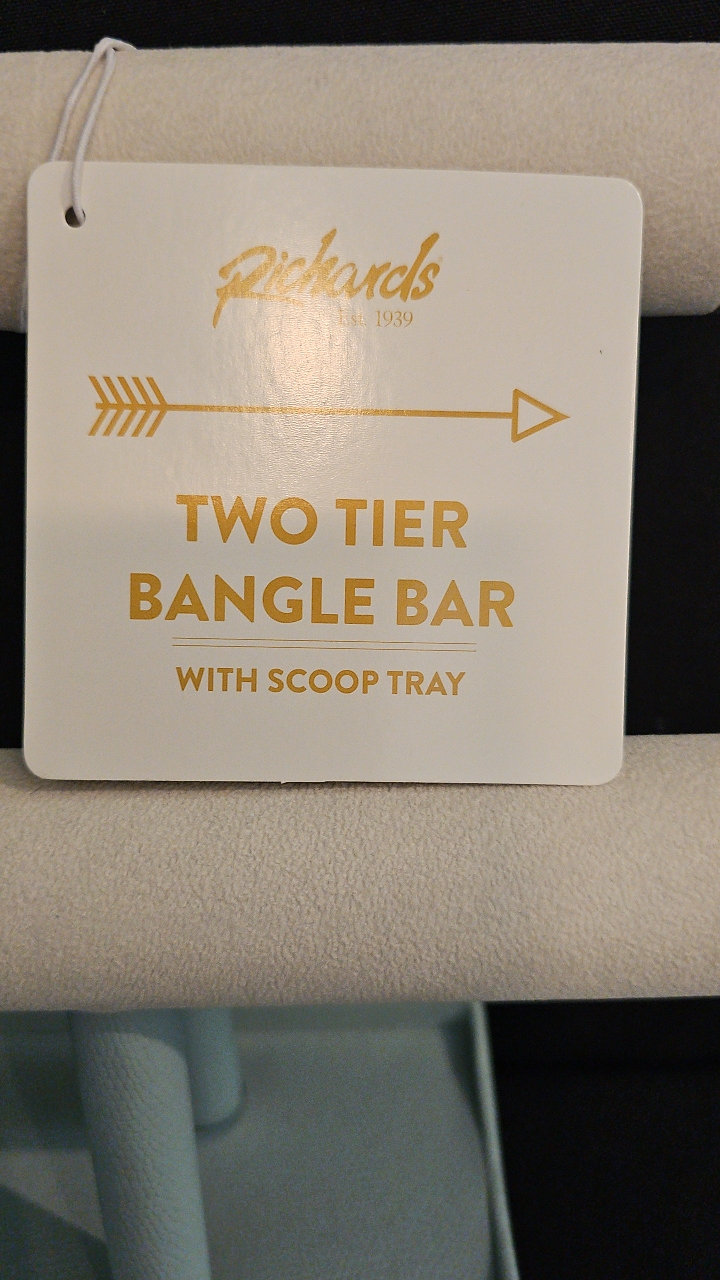 Richards
Est. 1939
TWO TIER
BANGLE BAR
WITH SCOOP TRAY